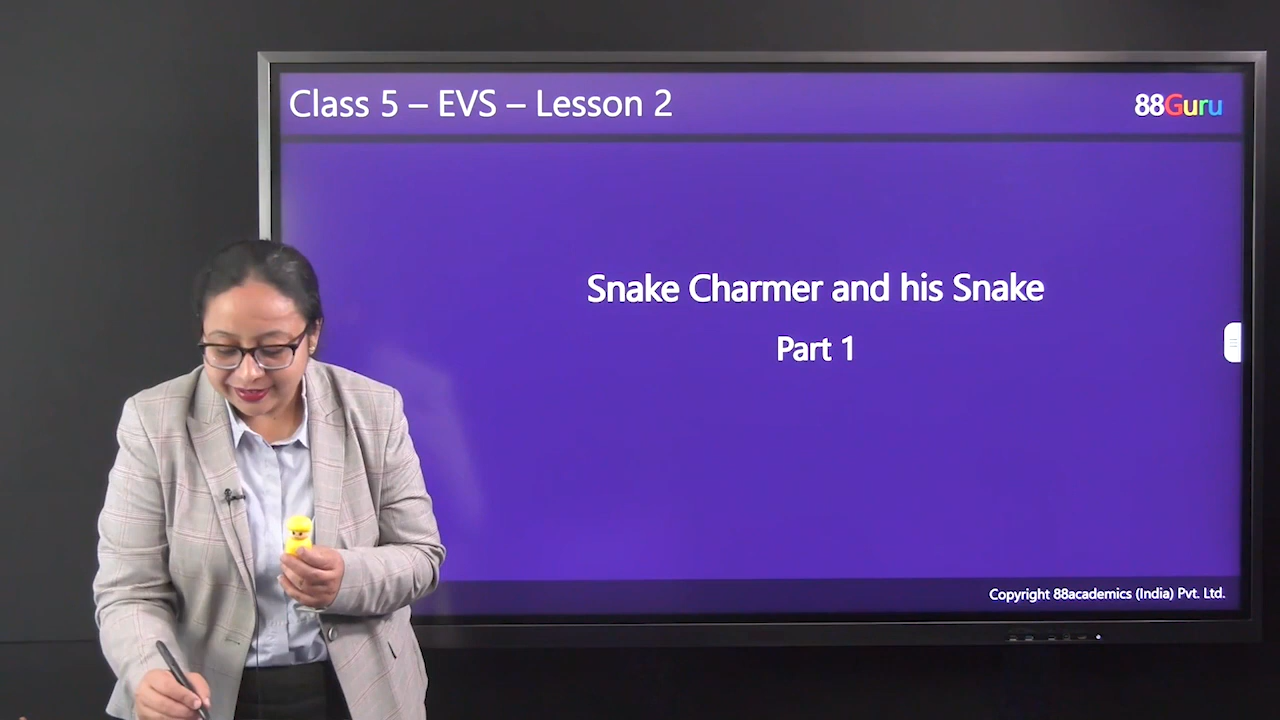 Class 5 – EVS – Lesson 2
88Guru
Snake Charmer and his Snake
Part 1
Copyright 88academics (India) Pvt. Ltd.